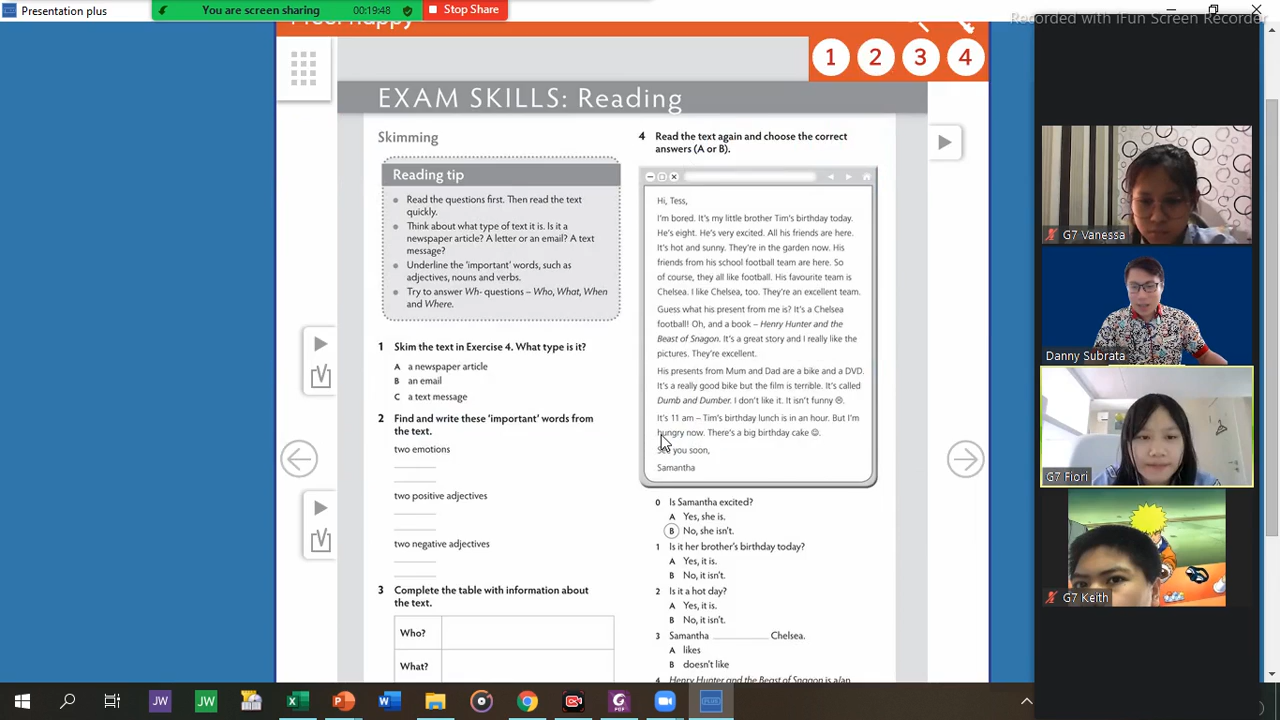 Presentation plus
You are screen sharing
00:19:48
Stop Share
Recorded with iFun Screen Recorder
1 2 3 4
EXAM SKILLS: Reading
Skimming
Reading tip
Read the questions first. Then read the text
quickly.
Think about what type of text it is. Is it a
newspaper article? A letter or an email? A text
message?
Underline the 'important' words, such as
adjectives, nouns and verbs.
Try to answer Wh- questions – Who, What, When
and Where.
1 Skim the text in Exercise 4. What type is it?
A a newspaper article
B an email
C a text message
2 Find and write these 'important' words from
the text.
two emotions
two positive adjectives
two negative adjectives
3 Complete the table with information about
the text.
Who?
What?
4 Read the text again and choose the correct
answers (A or B).
Hi, Tess,
I'm bored. It's my little brother Tim's birthday today.
He's eight. He's very excited. All his friends are here.
It's hot and sunny. They're in the garden now. His
friends from his school football team are here. So
of course, they all like football. His favourite team is
Chelsea. I like Chelsea, too. They're an excellent team.
Guess what his present from me is? It's a Chelsea
football! Oh, and a book – Henry Hunter and the
Beast of Snagon. It's a great story and I really like the
pictures. They're excellent.
His presents from Mum and Dad are a bike and a DVD.
It's a really good bike but the film is terrible. It's called
Dumb and Dumber. I don't like it. It isn't funny ☹.
It's 11 am – Tim's birthday lunch is in an hour. But I'm
hungry now. There's a big birthday cake ☺.
See you soon,
Samantha
0 Is Samantha excited?
A Yes, she is.
B No, she isn't.
1 Is it her brother's birthday today?
A Yes, it is.
B No, it isn't.
2 Is it a hot day?
A Yes, it is.
B No, it isn't.
3 Samantha ________ Chelsea.
A likes
B doesn't like
4 Henry Hunter and the Beast of Snagon is a/an
G7 Vanessa
Danny Subrata
G7 Fiori
G7 Keith
JW
JW
PDF
PLUS